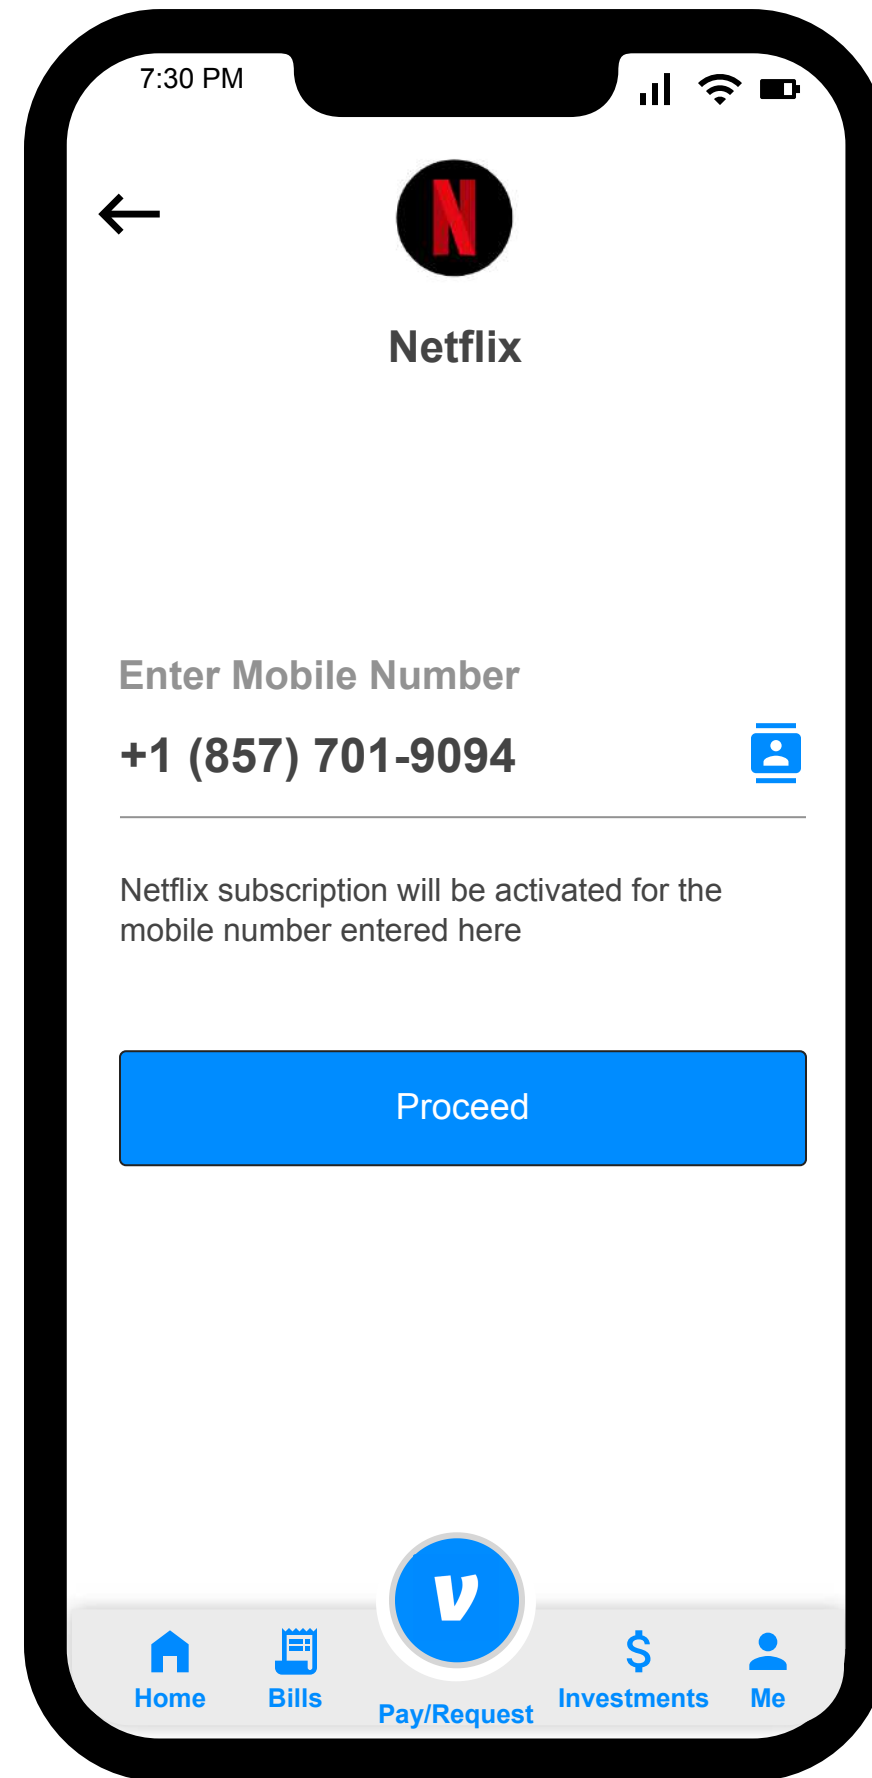 7:30 PM
N
Netflix
Enter Mobile Number
+1 (857) 701-9094
Netflix subscription will be activated for the
mobile number entered here
Proceed
v
Home
Bills
Pay/Request
$
Investments
Me